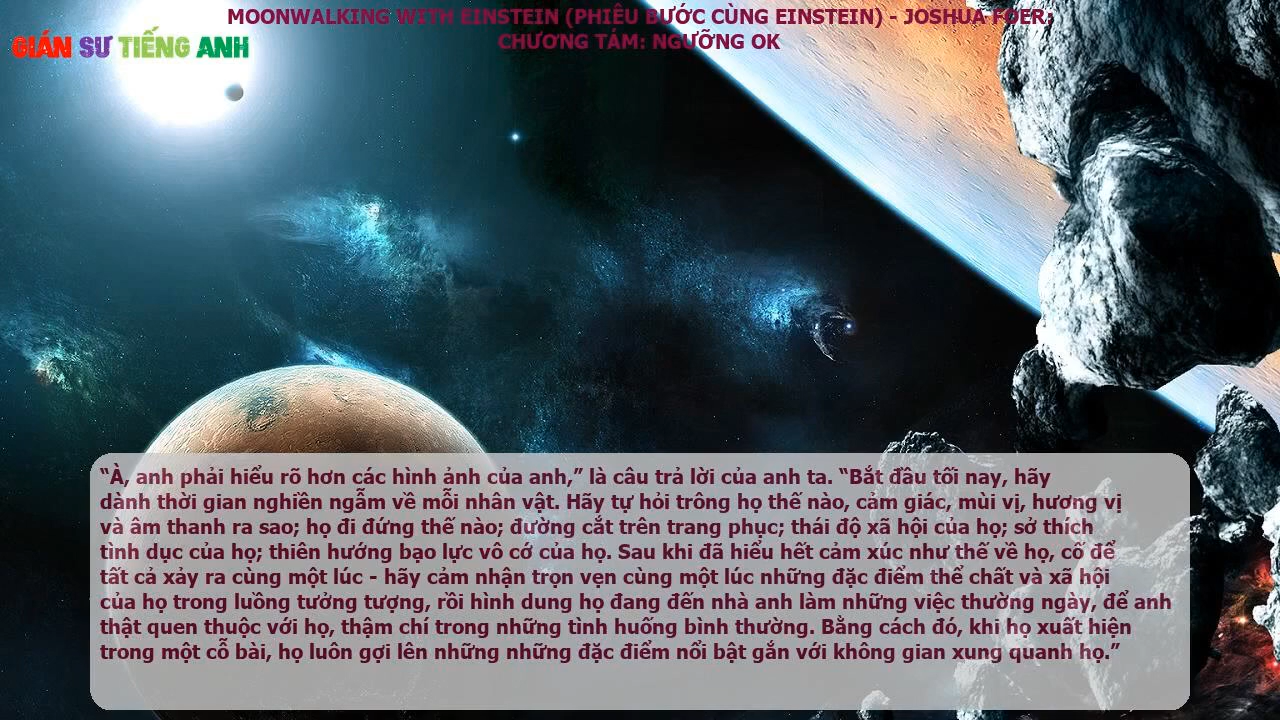 MOONWALKING WITH EINSTEIN (PHIÊU BƯỚC CÙNG EINSTEIN) - JOSHUA FOER.
CHƯƠNG TÁM: NGƯỠNG OK
GIÁN SỨ TIẾNG ANH
“À, anh phải hiểu rõ hơn các hình ảnh của anh,” là câu trả lời của anh ta. “Bắt đầu tối nay, hãy
dành thời gian nghiền ngẫm về mỗi nhân vật. Hãy tự hỏi trông họ thế nào, cảm giác, mùi vị, hương vị
và âm thanh ra sao; họ đi đứng thế nào; đường cắt trên trang phục; thái độ xã hội của họ; sở thích
tình dục của họ; thiên hướng bạo lực vô cớ của họ. Sau khi đã hiểu hết cảm xúc như thế về họ, cố để
tất cả xảy ra cùng một lúc - hãy cảm nhận trọn vẹn cùng một lúc những đặc điểm thể chất và xã hội
của họ trong luồng tưởng tượng, rồi hình dung họ đang đến nhà anh làm những việc thường ngày, để anh
thật quen thuộc với họ, thậm chí trong những tình huống bình thường. Bằng cách đó, khi họ xuất hiện
trong một cỗ bài, họ luôn gợi lên những những đặc điểm nổi bật gắn với không gian xung quanh họ.”